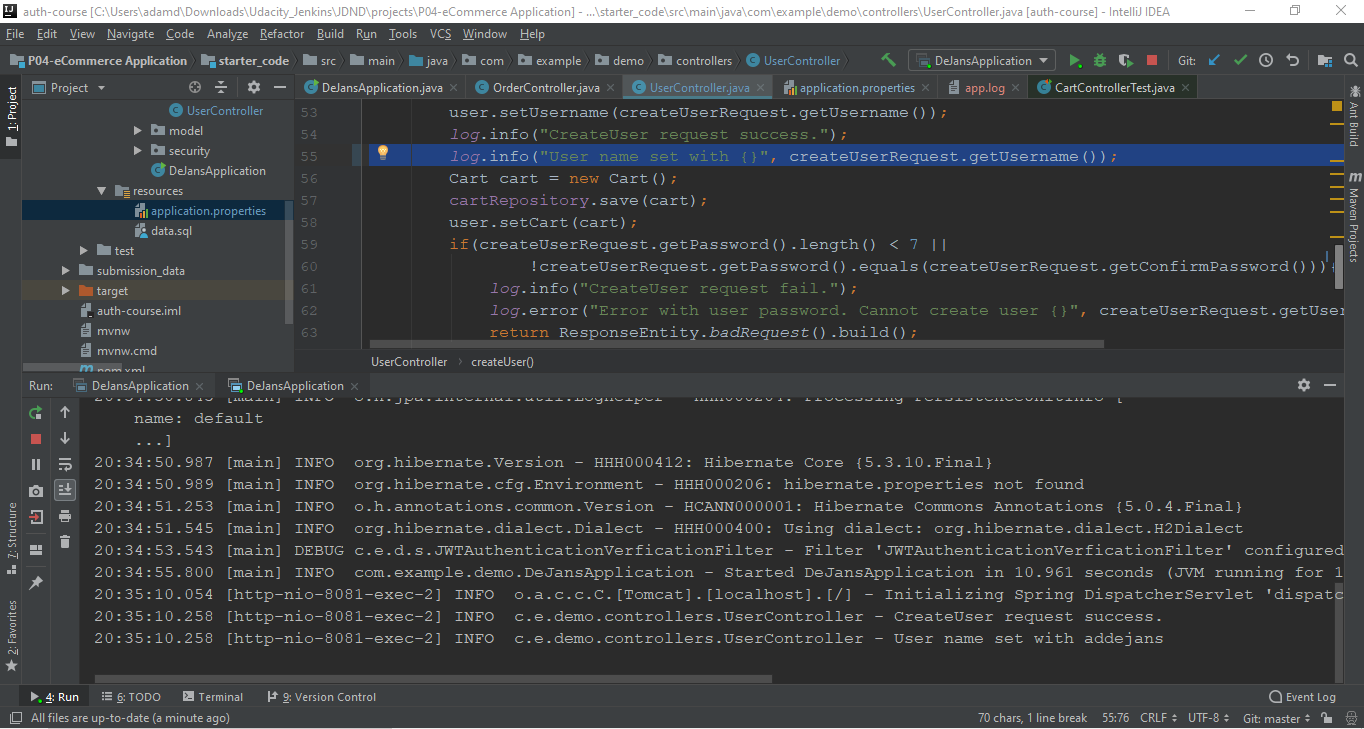 auth-course [C:\Users\adamd\Downloads\Udacity_Jenkins\JDND\projects\P04-eCommerce Application] - ...\starter_code\src\main\java\com\example\demo\controllers\UserController.java [auth-course] - IntelliJ IDEA
File Edit View Navigate Code Analyze Refactor Build Run Tools VCS Window Help
P04-eCommerce Application starter_code src main java com example demo controllers UserController DeJansApplication Git:
1: Project
Project DeJansApplication.java OrderController.java UserController.java application.properties app.log CartControllerTest.java
Ant Build
Maven Projects
UserController
model
security
DeJansApplication
resources
application.properties
data.sql
test
submission_data
target
auth-course.iml
mvnw
mvnw.cmd
pom.xml
53 user.setUsername(createUserRequest.getUsername());
54 log.info("CreateUser request success.");
55 log.info("User name set with {}", createUserRequest.getUsername());
56 Cart cart = new Cart();
57 cartRepository.save(cart);
58 user.setCart(cart);
59 if(createUserRequest.getPassword().length() < 7 ||
60 !createUserRequest.getPassword().equals(createUserRequest.getConfirmPassword())){
61 log.info("CreateUser request fail.");
62 log.error("Error with user password. Cannot create user {}", createUserRequest.getUser
63 return ResponseEntity.badRequest().build();
UserController createUser()
Run: DeJansApplication DeJansApplication
[main] INFO o.h.jpa.internal.util.LogHelper - HHH000204: Processing PersistenceUnitInfo [
name: default
...]
20:34:50.987 [main] INFO org.hibernate.Version - HHH000412: Hibernate Core {5.3.10.Final}
20:34:50.989 [main] INFO org.hibernate.cfg.Environment - HHH000206: hibernate.properties not found
20:34:51.253 [main] INFO o.h.annotations.common.Version - HCANN000001: Hibernate Commons Annotations {5.0.4.Final}
20:34:51.545 [main] INFO org.hibernate.dialect.Dialect - HHH000400: Using dialect: org.hibernate.dialect.H2Dialect
20:34:53.543 [main] DEBUG c.e.d.s.JWTAuthenticationVerficationFilter - Filter 'JWTAuthenticationVerficationFilter' configured
20:34:55.800 [main] INFO com.example.demo.DeJansApplication - Started DeJansApplication in 10.961 seconds (JVM running for 1
20:35:10.054 [http-nio-8081-exec-2] INFO o.a.c.c.C.[Tomcat].[localhost].[/] - Initializing Spring DispatcherServlet 'dispatc
20:35:10.258 [http-nio-8081-exec-2] INFO c.e.demo.controllers.UserController - CreateUser request success.
20:35:10.258 [http-nio-8081-exec-2] INFO c.e.demo.controllers.UserController - User name set with addejans
7: Structure
2: Favorites
4: Run 6: TODO Terminal 9: Version Control Event Log
All files are up-to-date (a minute ago) 70 chars, 1 line break 55:76 CRLF UTF-8 Git: master